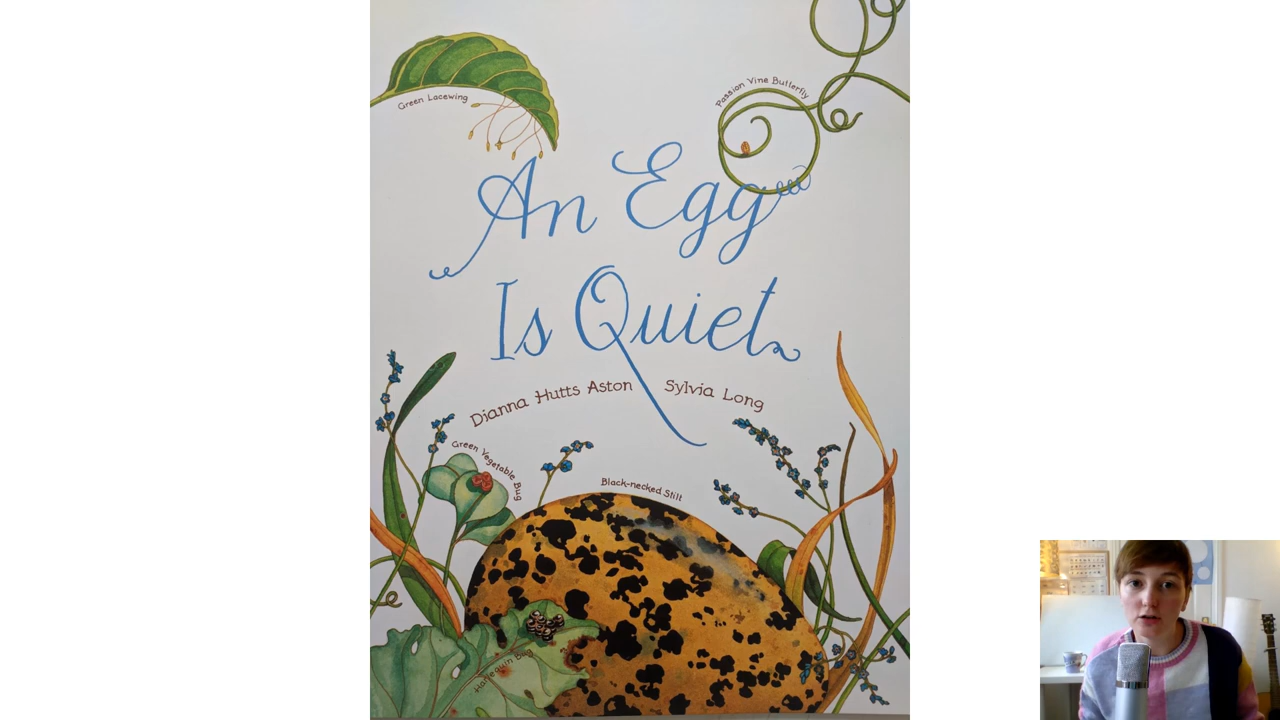 Green Lacewing
Passion Vine Butterfly
An Egg
Is Quiet
Dianna Hutts Aston
Sylvia Long
Green Vegetable Bug
Black-necked Stilt
Harlequin Bug